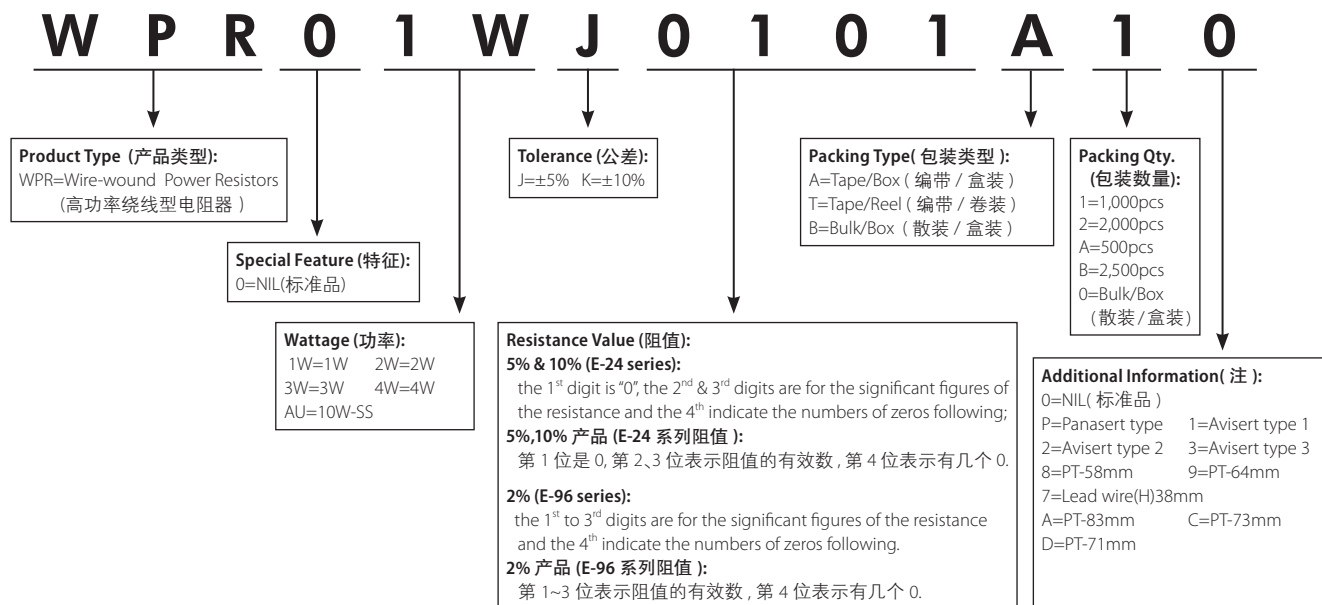 W P R 0 1 W J 0 1 0 1 A 1 0
Product Type (产品类型):
WPR=Wire-wound Power Resistors
(高功率绕线型电阻器)
Special Feature (特征):
0=NIL(标准品)
Wattage (功率):
1W=1W 2W=2W
3W=3W 4W=4W
AU=10W-SS
Tolerance (公差):
J=±5% K=±10%
Resistance Value (阻值):
5% & 10% (E-24 series):
the 1st digit is “0”, the 2nd & 3rd digits are for the significant figures of
the resistance and the 4th indicate the numbers of zeros following;
5%,10% 产品 (E-24 系列阻值):
第 1 位是 0, 第 2、3 位表示阻值的有效数, 第 4 位表示有几个 0.
2% (E-96 series):
the 1st to 3rd digits are for the significant figures of the resistance
and the 4th indicate the numbers of zeros following.
2% 产品 (E-96 系列阻值):
第 1~3 位表示阻值的有效数, 第 4 位表示有几个 0.
Packing Type( 包装类型 ):
A=Tape/Box ( 编带 / 盒装 )
T=Tape/Reel ( 编带 / 卷装 )
B=Bulk/Box ( 散装 / 盒装 )
Packing Qty.
(包装数量):
1=1,000pcs
2=2,000pcs
A=500pcs
B=2,500pcs
0=Bulk/Box
(散装/盒装)
Additional Information( 注 ):
0=NIL( 标准品 )
P=Panasert type 1=Avisert type 1
2=Avisert type 2 3=Avisert type 3
8=PT-58mm 9=PT-64mm
7=Lead wire(H)38mm
A=PT-83mm C=PT-73mm
D=PT-71mm